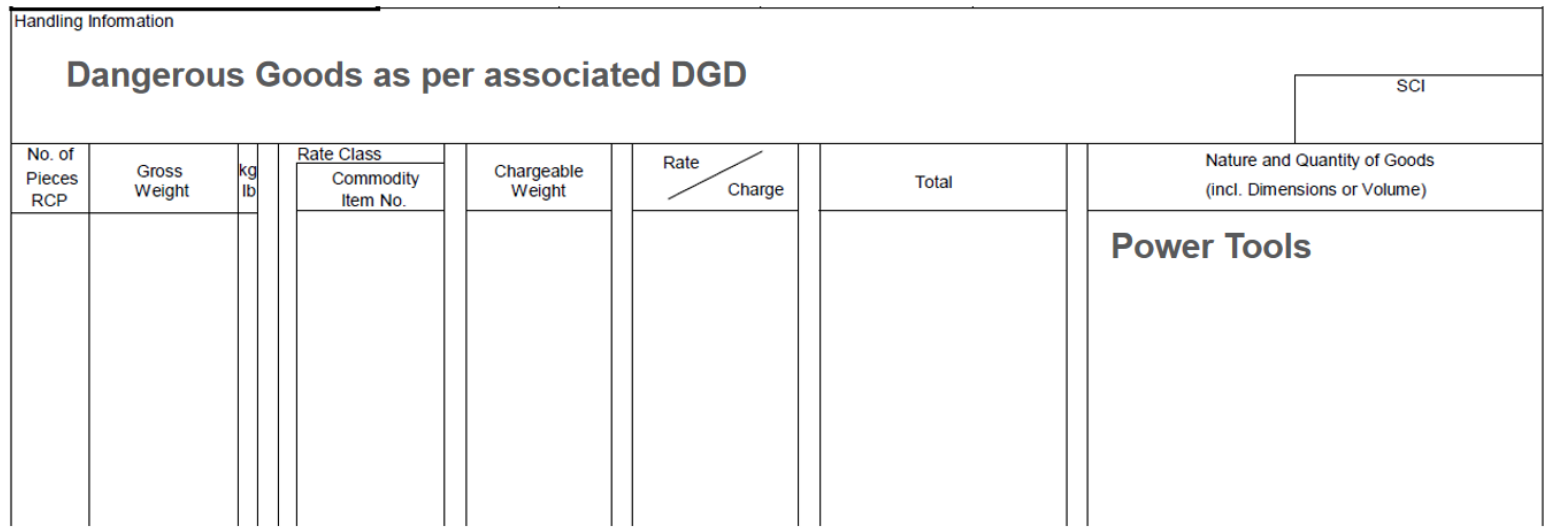 Handling Information
Dangerous Goods as per associated DGD
SCI
No. of
Pieces
RCP
Gross
Weight
kg
lb
Rate Class
Commodity
Item No.
Chargeable
Weight
Rate
Charge
Total
Nature and Quantity of Goods
(incl. Dimensions or Volume)
Power Tools